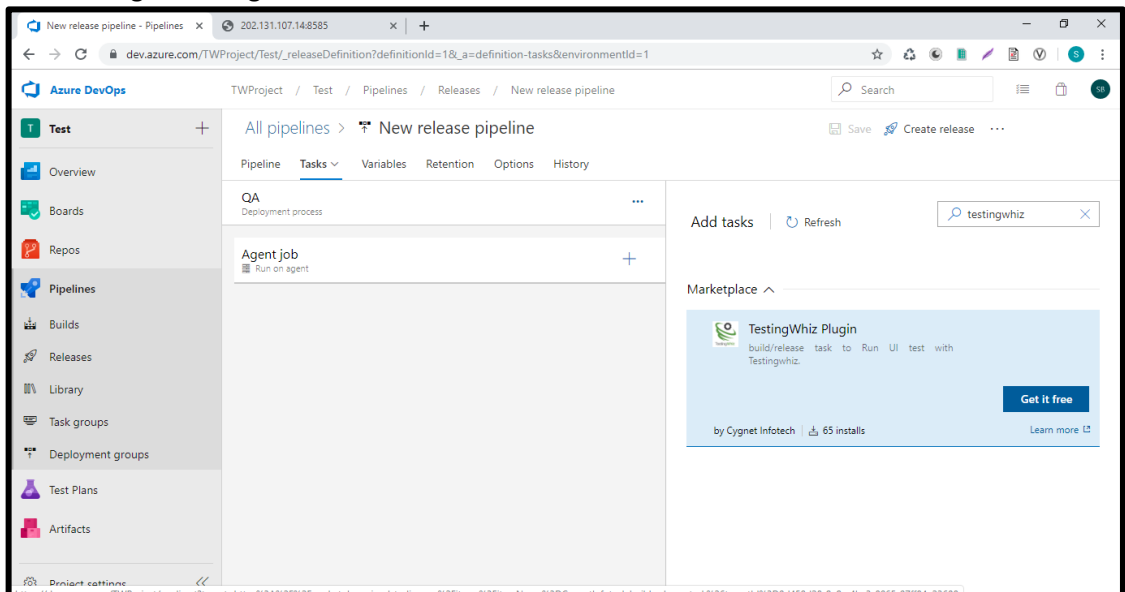 New release pipeline - Pipelines
202.131.107.14:8585
dev.azure.com/TWProject/Test/_releaseDefinition?definitionId=1&_a=definition-tasks&environmentId=1
Azure DevOps
TWProject / Test / Pipelines / Releases / New release pipeline
Search
SB
T Test
All pipelines > New release pipeline
Save Create release
Pipeline Tasks Variables Retention Options History
Overview
Boards
Repos
Pipelines
Builds
Releases
Library
Task groups
Deployment groups
Test Plans
Artifacts
Project settings
QA
Deployment process
Agent job
Run on agent
Add tasks Refresh
testingwhiz
Marketplace
TestingWhiz Plugin
build/release task to Run UI test with
Testingwhiz.
Get it free
by Cygnet Infotech 65 installs
Learn more